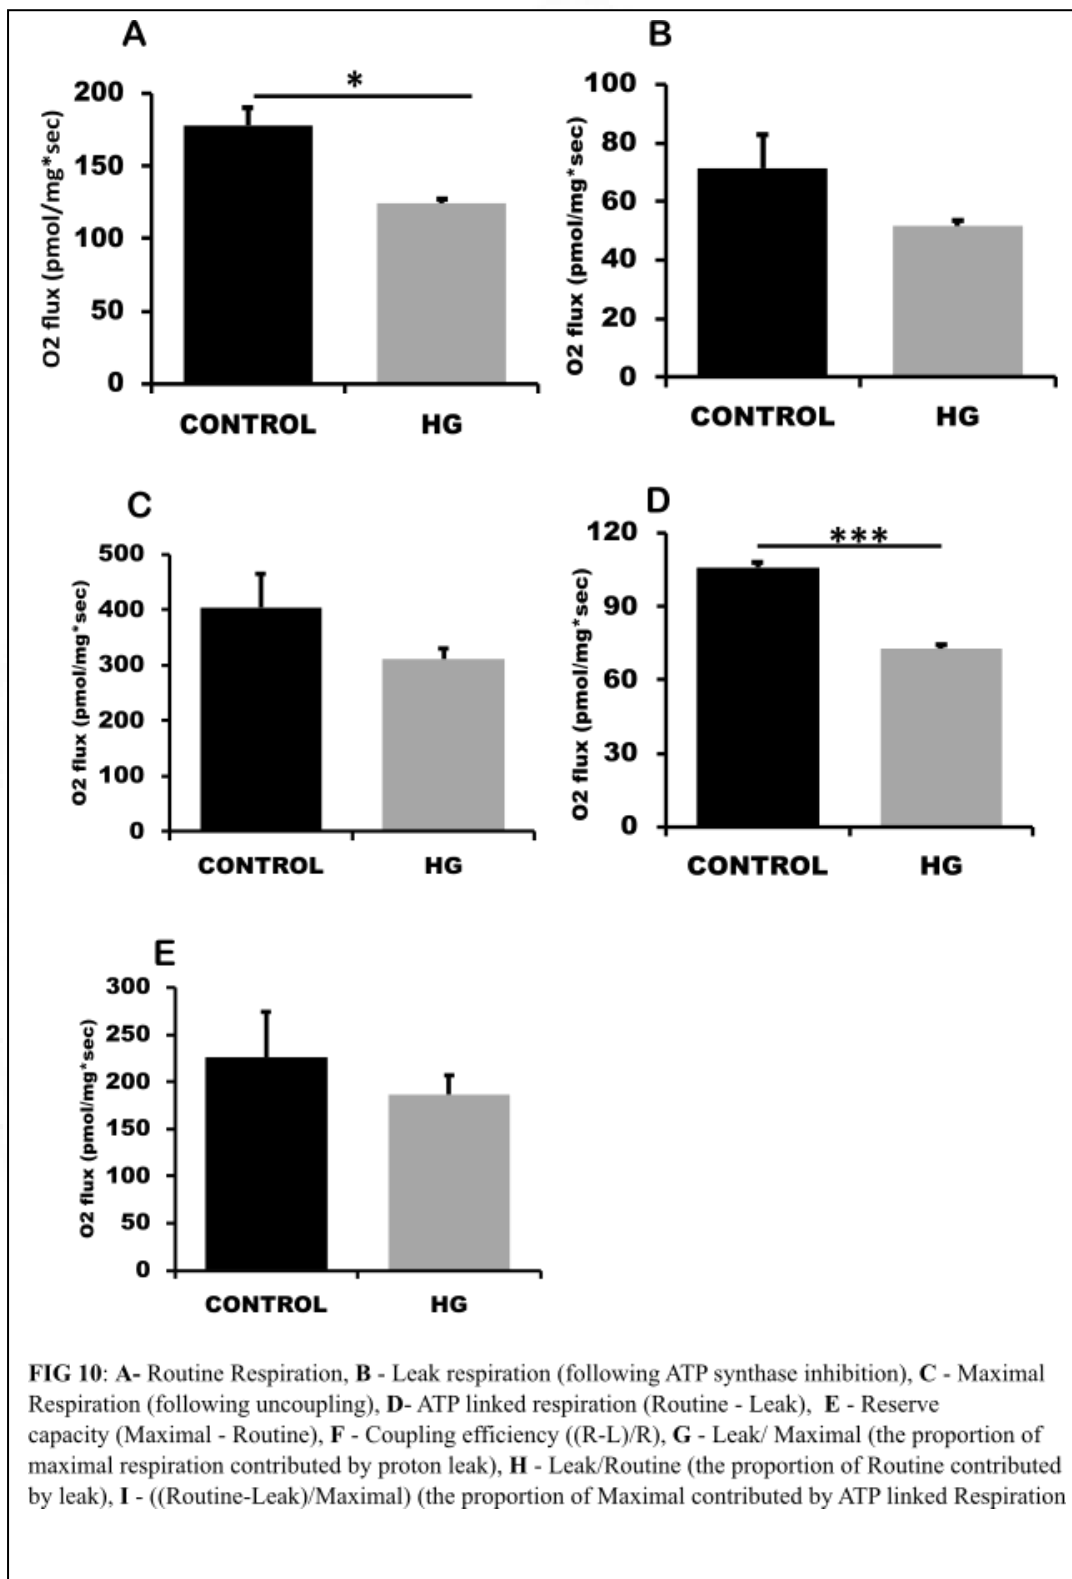 A
*
200
150
100
50
0
O2 flux (pmol/mg*sec)
CONTROL HG
B
100
80
60
40
20
0
O2 flux (pmol/mg*sec)
CONTROL HG
C
500
400
300
200
100
0
O2 flux (pmol/mg*sec)
CONTROL HG
D
***
120
90
60
30
0
O2 flux (pmol/mg*sec)
CONTROL HG
E
300
250
200
150
100
50
0
O2 flux (pmol/mg*sec)
CONTROL HG
FIG 10: A- Routine Respiration, B - Leak respiration (following ATP synthase inhibition), C - Maximal
Respiration (following uncoupling), D- ATP linked respiration (Routine - Leak), E - Reserve
capacity (Maximal - Routine), F - Coupling efficiency ((R-L)/R), G - Leak/ Maximal (the proportion of
maximal respiration contributed by proton leak), H - Leak/Routine (the proportion of Routine contributed
by leak), I - ((Routine-Leak)/Maximal) (the proportion of Maximal contributed by ATP linked Respiration